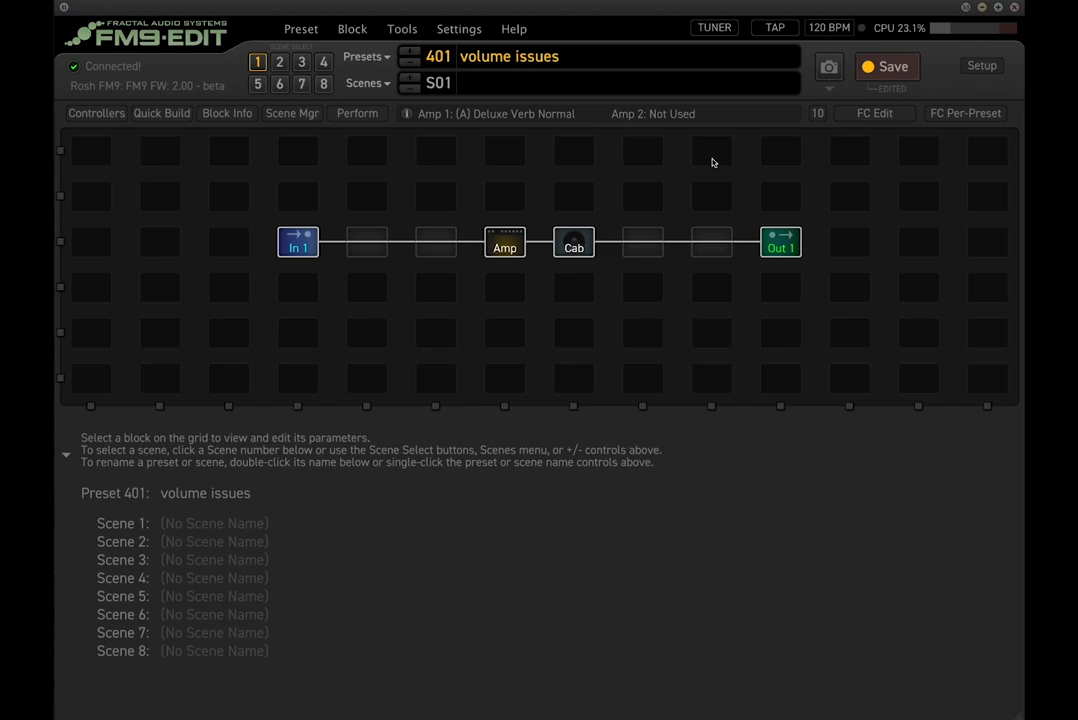 FRACTAL AUDIO SYSTEMS
FM9-EDIT
Preset Block Tools Settings Help
TUNER TAP 120 BPM CPU 23.1%
SCENE SELECT
1 2 3 4
5 6 7 8
Presets
401 volume issues
Scenes
S01
Connected!
Rosh FM9: FM9 FW: 2.00 - beta
Save
EDITED
Setup
Controllers Quick Build Block Info Scene Mgr Perform
Amp 1: (A) Deluxe Verb Normal Amp 2: Not Used
10 FC Edit FC Per-Preset
In 1 Amp Cab Out 1
Select a block on the grid to view and edit its parameters.
To select a scene, click a Scene number below or use the Scene Select buttons, Scenes menu, or +/- controls above.
To rename a preset or scene, double-click its name below or single-click the preset or scene name controls above.
Preset 401: volume issues
Scene 1: (No Scene Name)
Scene 2: (No Scene Name)
Scene 3: (No Scene Name)
Scene 4: (No Scene Name)
Scene 5: (No Scene Name)
Scene 6: (No Scene Name)
Scene 7: (No Scene Name)
Scene 8: (No Scene Name)